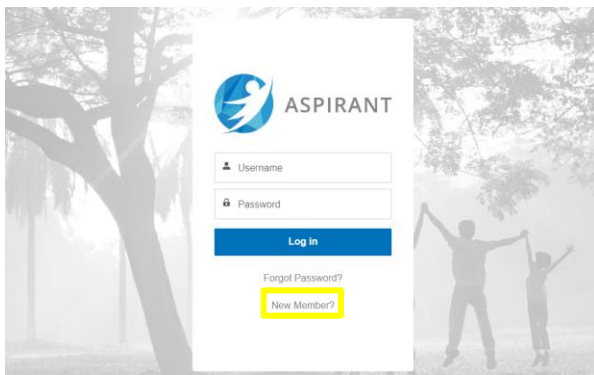 ASPIRANT
Username
Password
Log in
Forgot Password?
New Member?